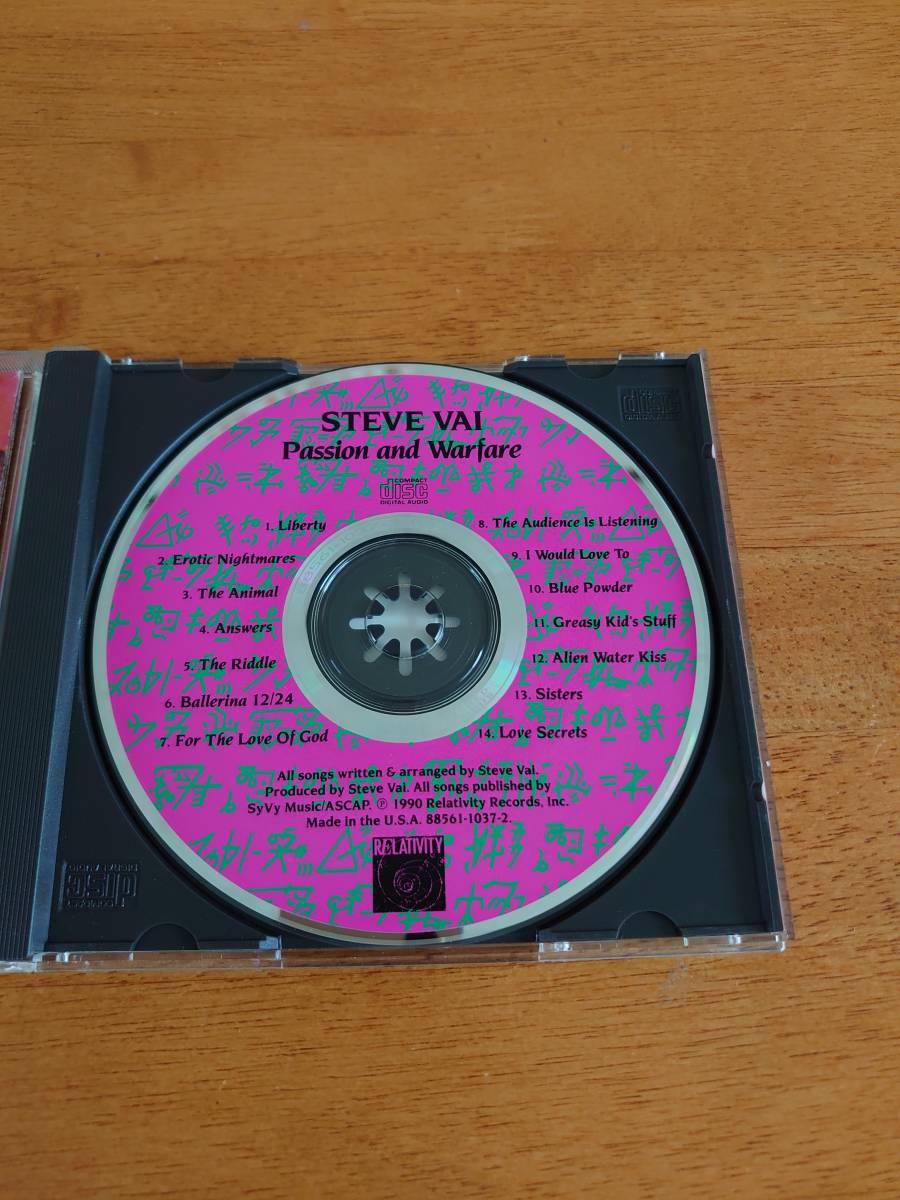 STEVE VAI
Passion and Warfare
COMPACT
disc
DIGITAL AUDIO
1. Liberty
2. Erotic Nightmares
3. The Animal
4. Answers
5. The Riddle
6. Ballerina 12/24
7. For The Love Of God
8. The Audience Is Listening
9. I Would Love To
10. Blue Powder
11. Greasy Kid's Stuff
12. Alien Water Kiss
13. Sisters
14. Love Secrets
All songs written & arranged by Steve Vai.
Produced by Steve Vai. All songs published by
SyVy Music/ASCAP. ℗ 1990 Relativity Records, Inc.
Made in the U.S.A. 88561-1037-2.
RELATIVITY